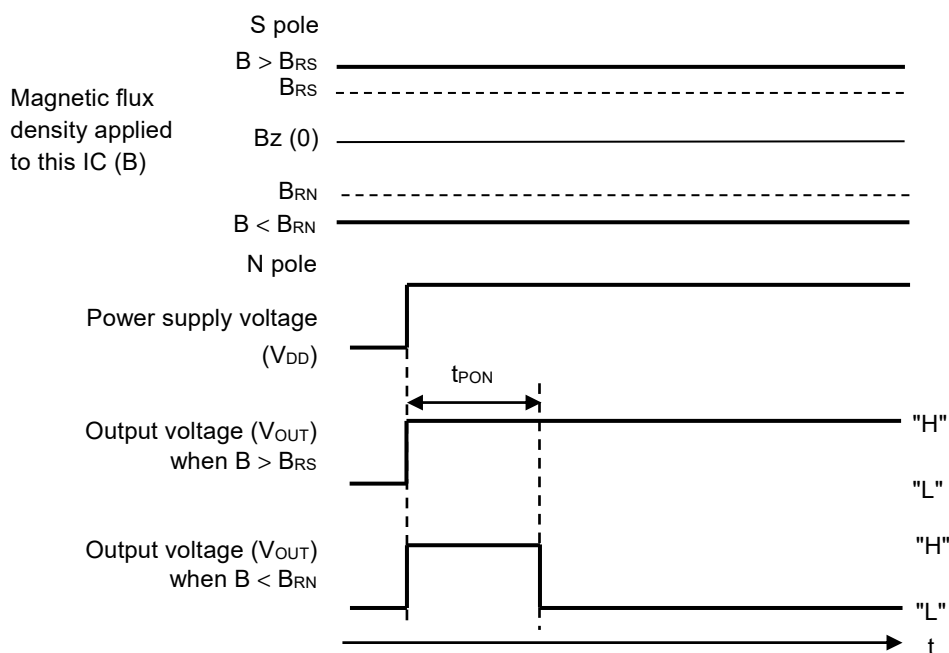 S pole
B > BRS
BRS
Magnetic flux
density applied
to this IC (B)
Bz (0)
BRN
B < BRN
N pole
Power supply voltage
(VDD)
tPON
Output voltage (VOUT)
when B > BRS
"H"
"L"
Output voltage (VOUT)
when B < BRN
"H"
"L"
t